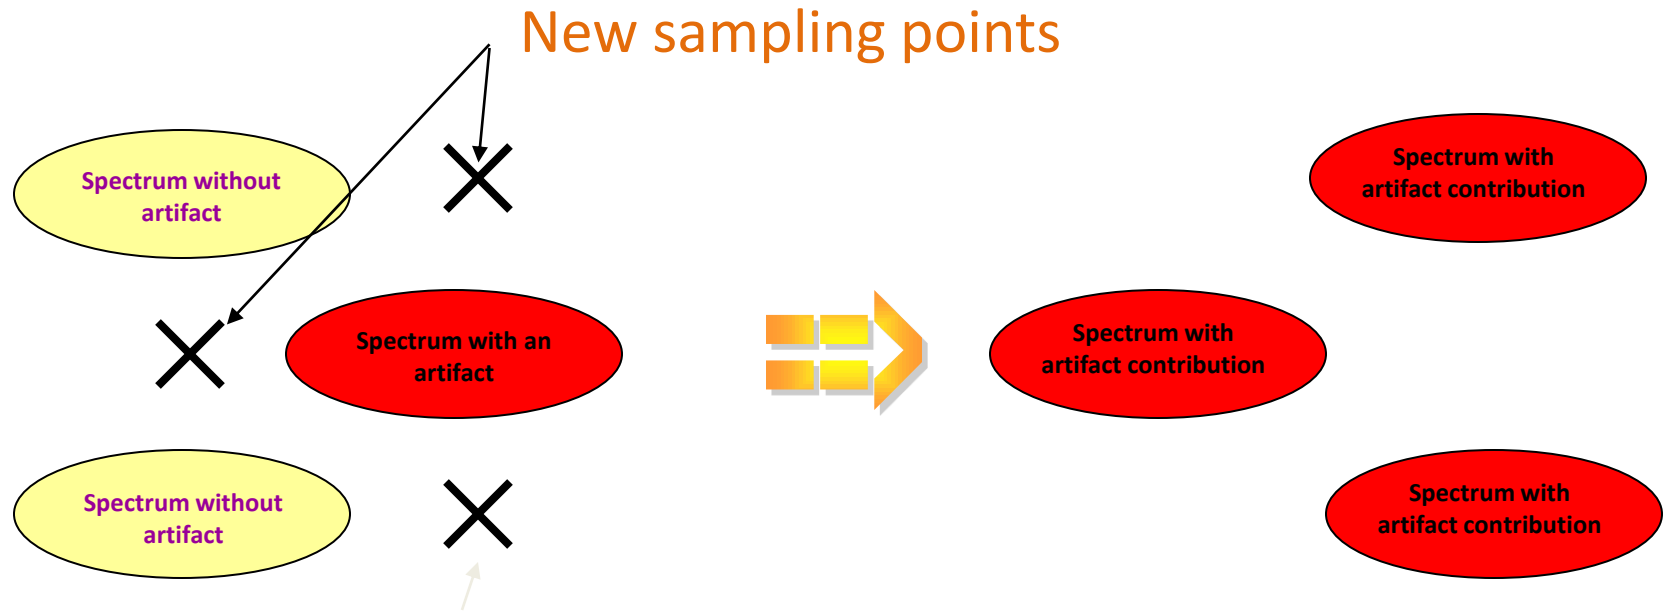 New sampling points
Spectrum without
artifact
Spectrum with an
artifact
Spectrum without
artifact
Spectrum with
artifact contribution
Spectrum with
artifact contribution
Spectrum with
artifact contribution